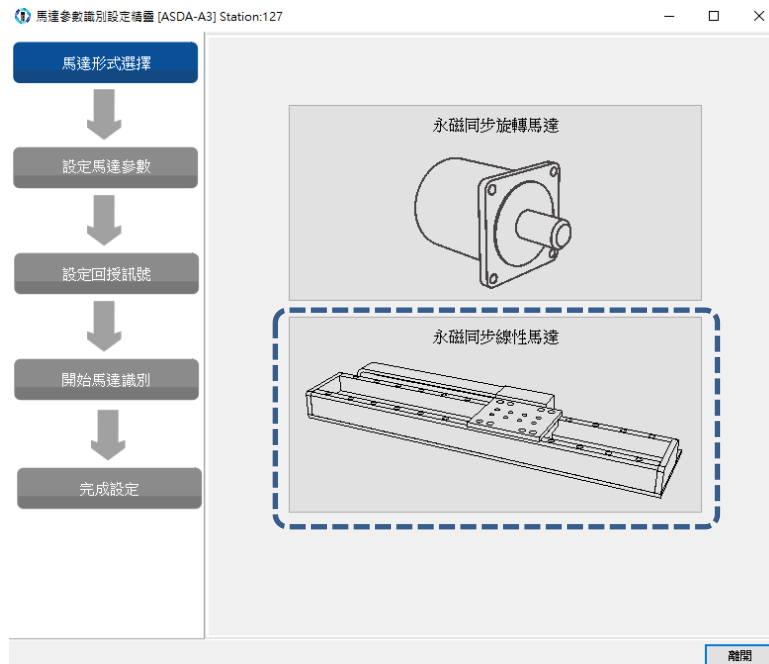 馬達參數識別設定精靈 [ASDA-A3] Station:127
馬達形式選擇
設定馬達參數
設定回授訊號
開始馬達識別
完成設定
永磁同步旋轉馬達
永磁同步線性馬達
離開